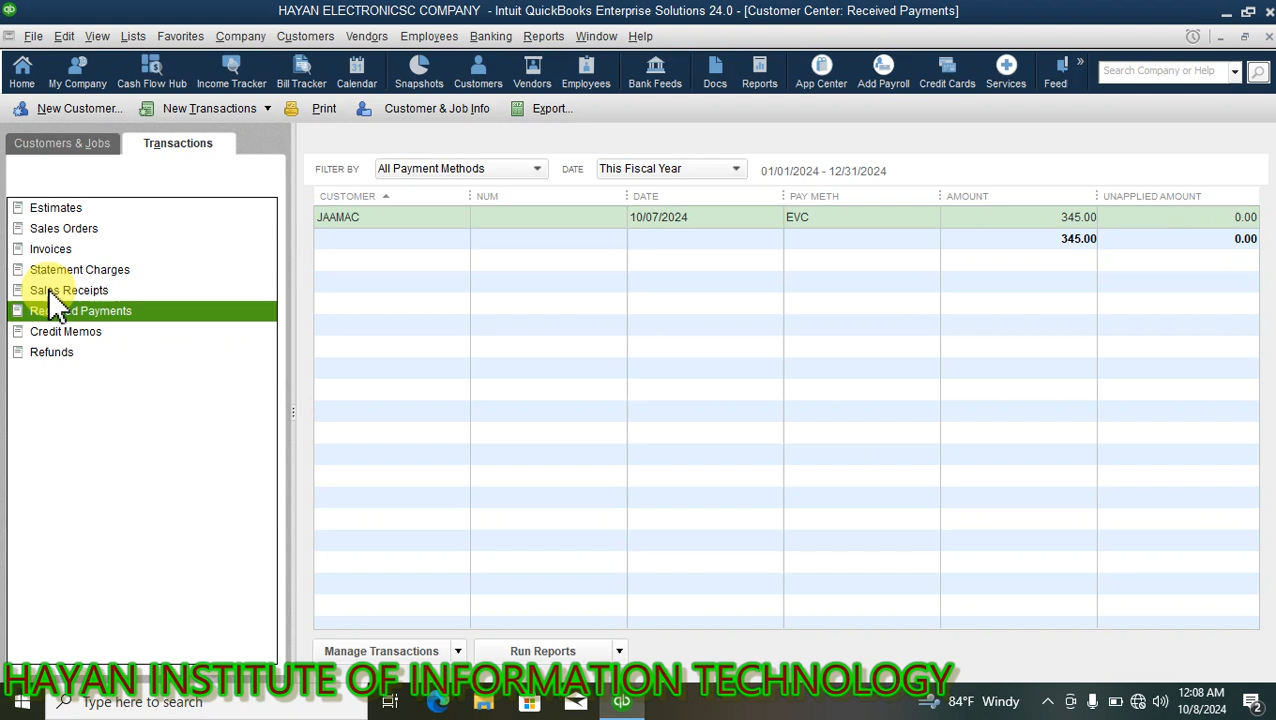 HAYAN ELECTRONICSC COMPANY - Intuit QuickBooks Enterprise Solutions 24.0 - [Customer Center: Received Payments]
File Edit View Lists Favorites Company Customers Vendors Employees Banking Reports Window Help
Home My Company Cash Flow Hub Income Tracker Bill Tracker Calendar Snapshots Customers Vendors Employees Bank Feeds Docs Reports App Center Add Payroll Credit Cards Services Feed Search Company or Help
New Customer... New Transactions Print Customer & Job Info Export...
Customers & Jobs Transactions
FILTER BY All Payment Methods DATE This Fiscal Year 01/01/2024 - 12/31/2024
CUSTOMER NUM DATE PAY METH AMOUNT UNAPPLIED AMOUNT
JAAMAC 10/07/2024 EVC 345.00 0.00
345.00 0.00
Estimates
Sales Orders
Invoices
Statement Charges
Sales Receipts
Received Payments
Credit Memos
Refunds
Manage Transactions Run Reports
HAYAN INSTITUTE OF INFORMATION TECHNOLOGY
Type here to search
84°F Windy
12:08 AM
10/8/2024
2